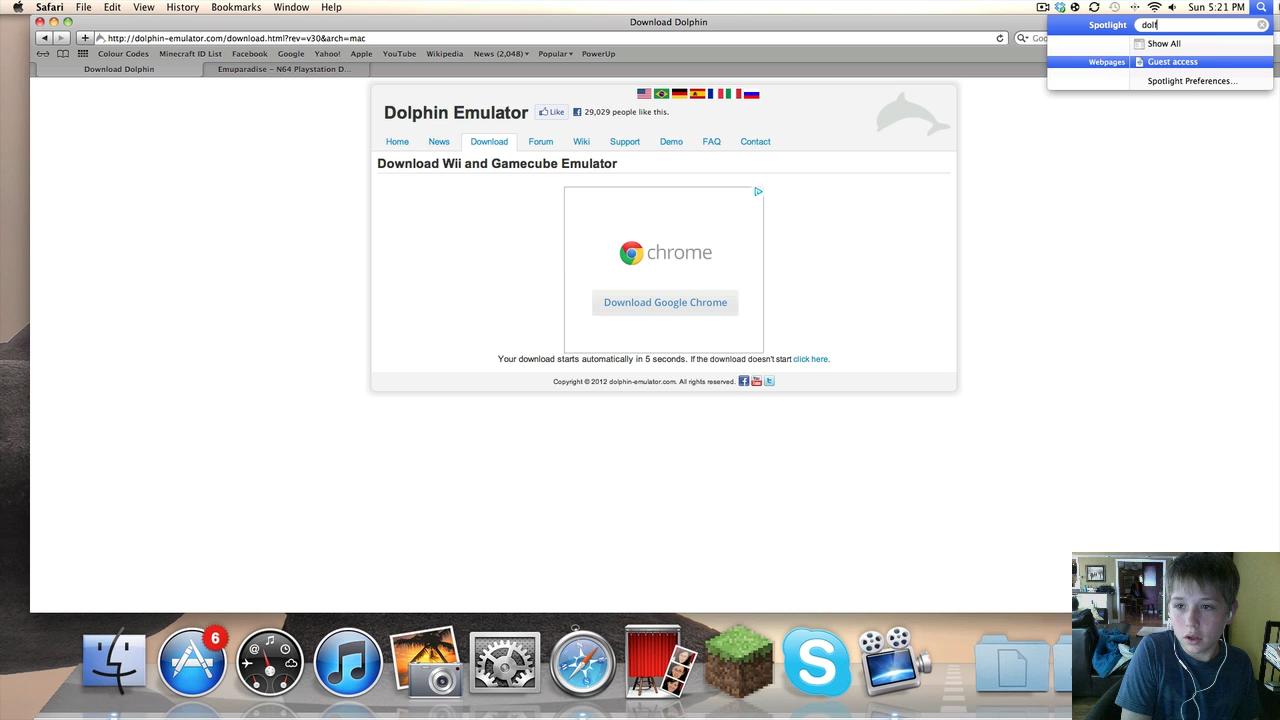 Safari File Edit View History Bookmarks Window Help Sun 5:21 PM
Download Dolphin
http://dolphin-emulator.com/download.html?rev=v30&arch=mac
Colour Codes Minecraft ID List Facebook Google Yahoo! Apple YouTube Wikipedia News (2,048) Popular PowerUp
Download Dolphin Emuparadise – N64 Playstation D...
Spotlight dolf
Show All
Webpages Guest access
Spotlight Preferences...
Dolphin Emulator Like 29,029 people like this.
Home News Download Forum Wiki Support Demo FAQ Contact
Download Wii and Gamecube Emulator
chrome
Download Google Chrome
Your download starts automatically in 5 seconds. If the download doesn't start click here.
Copyright © 2012 dolphin-emulator.com. All rights reserved.
6